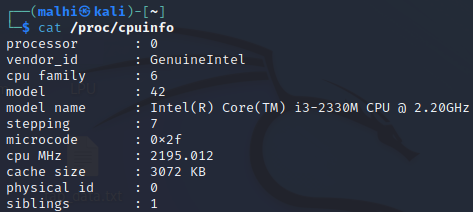 ┌──(malhi㉿kali)-[~]
└─$ cat /proc/cpuinfo
processor       : 0
vendor_id       : GenuineIntel
cpu family      : 6
model           : 42
model name      : Intel(R) Core(TM) i3-2330M CPU @ 2.20GHz
stepping        : 7
microcode       : 0×2f
cpu MHz         : 2195.012
cache size      : 3072 KB
physical id     : 0
siblings        : 1